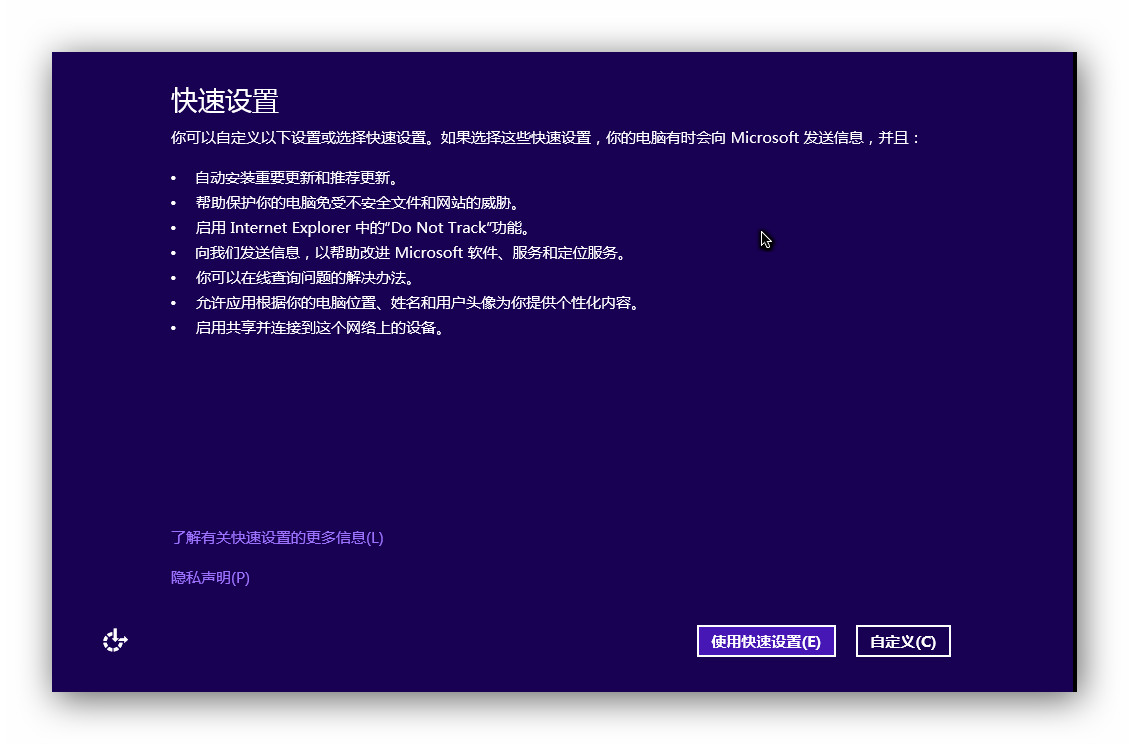 快速设置
你可以自定义以下设置或选择快速设置。如果选择这些快速设置，你的电脑有时会向 Microsoft 发送信息，并且：
• 自动安装重要更新和推荐更新。
• 帮助保护你的电脑免受不安全文件和网站的威胁。
• 启用 Internet Explorer 中的“Do Not Track”功能。
• 向我们发送信息，以帮助改进 Microsoft 软件、服务和定位服务。
• 你可以在线查询问题的解决办法。
• 允许应用根据你的电脑位置、姓名和用户头像为你提供个性化内容。
• 启用共享并连接到这个网络上的设备。
了解有关快速设置的更多信息(L)
隐私声明(P)
使用快速设置(E) 自定义(C)